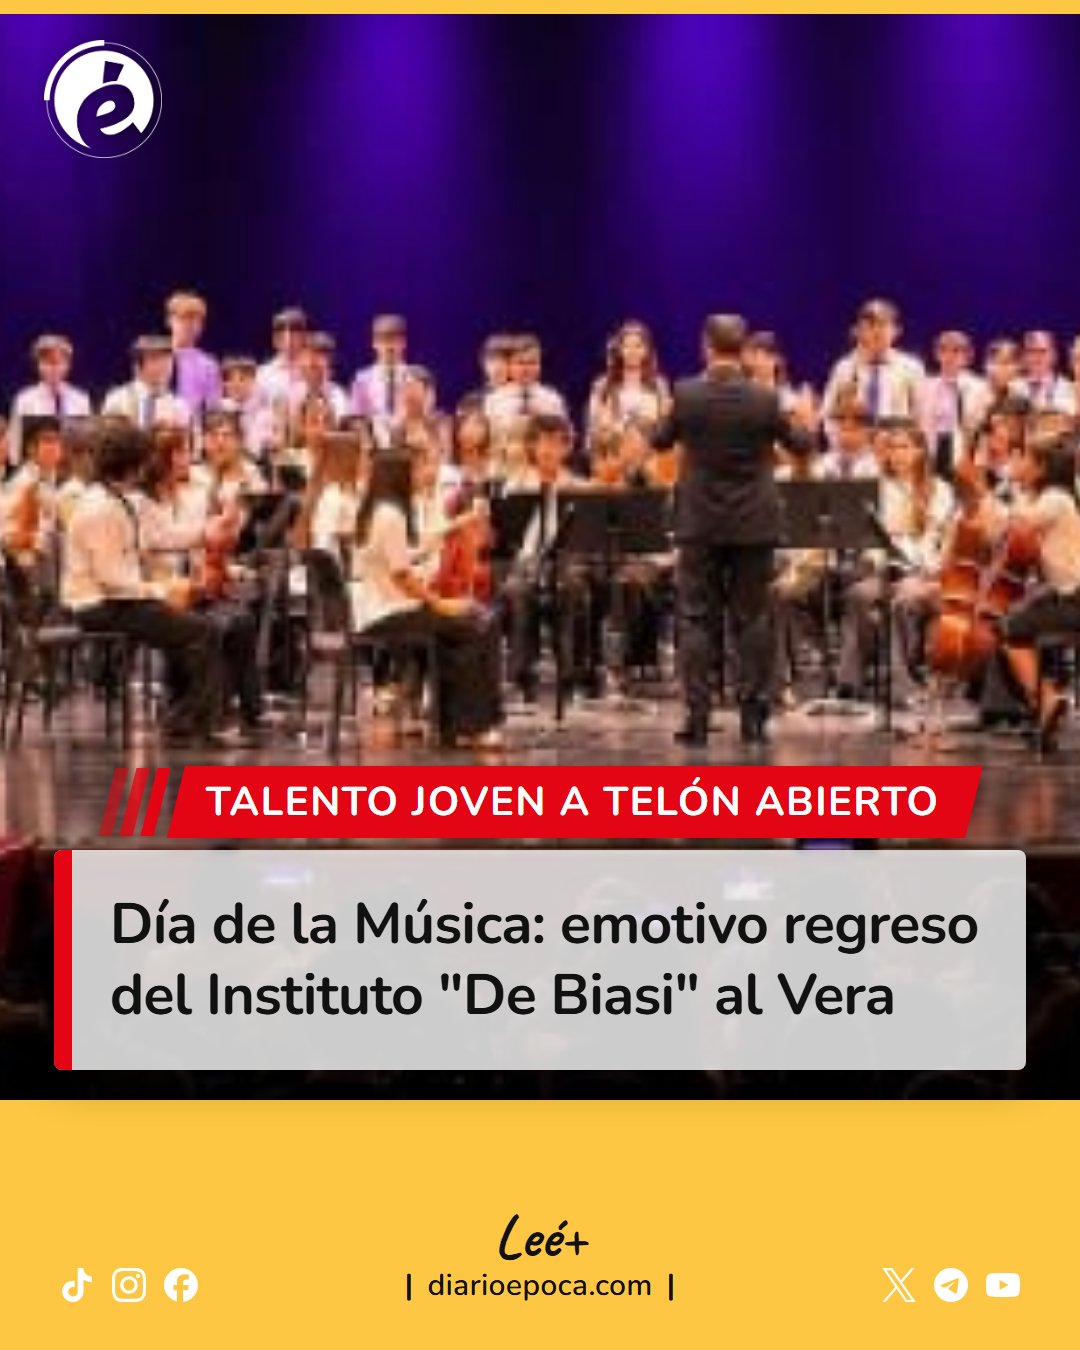 é
TALENTO JOVEN A TELÓN ABIERTO
Día de la Música: emotivo regreso
del Instituto "De Biasi" al Vera
Leé+
| diarioepoca.com |